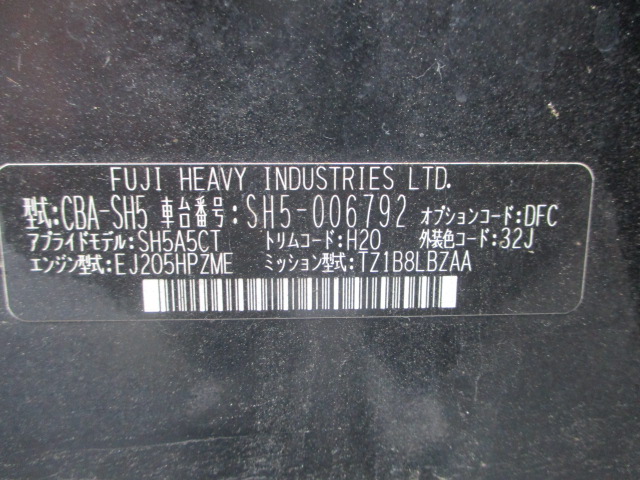 FUJI HEAVY INDUSTRIES LTD.
型式:CBA-SH5 車台番号:SH5-006792 オプションコード:DFC
アプライドモデル:SH5A5CT トリムコード:H20 外装色コード:32J
エンジン型式:EJ205HPZME ミッション型式:TZ1B8LBZAA